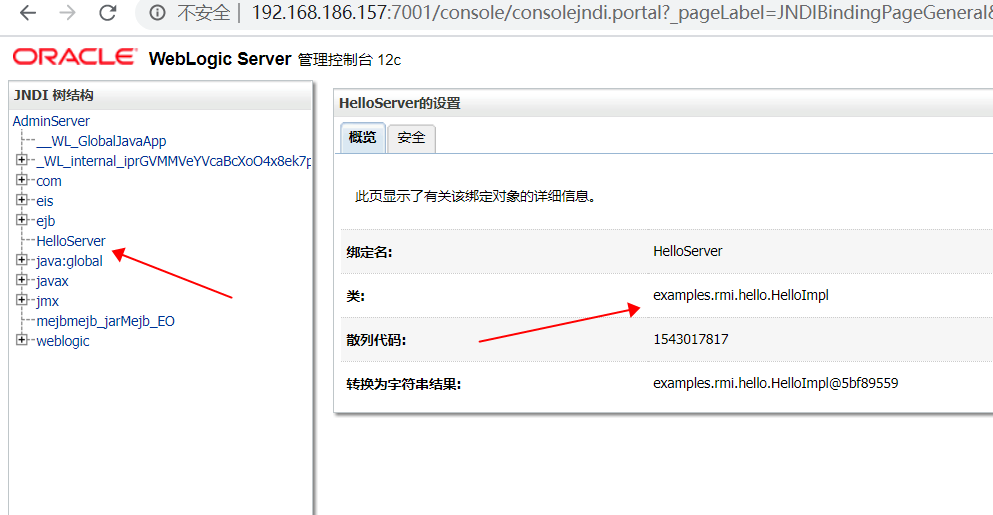 不安全 | 192.168.186.157:7001/console/consolejndi.portal?_pageLabel=JNDIBindingPageGeneral&
ORACLE WebLogic Server 管理控制台 12c
JNDI 树结构
AdminServer
__WL_GlobalJavaApp
_WL_internal_iprGVMMVeYVcaBcXoO4x8ek7p
com
eis
ejb
HelloServer
java:global
javax
jmx
mejbmejb_jarMejb_EO
weblogic
HelloServer的设置
概览 安全
此页显示了有关该绑定对象的详细信息。
绑定名: HelloServer
类: examples.rmi.hello.HelloImpl
散列代码: 1543017817
转换为字符串结果: examples.rmi.hello.HelloImpl@5bf89559